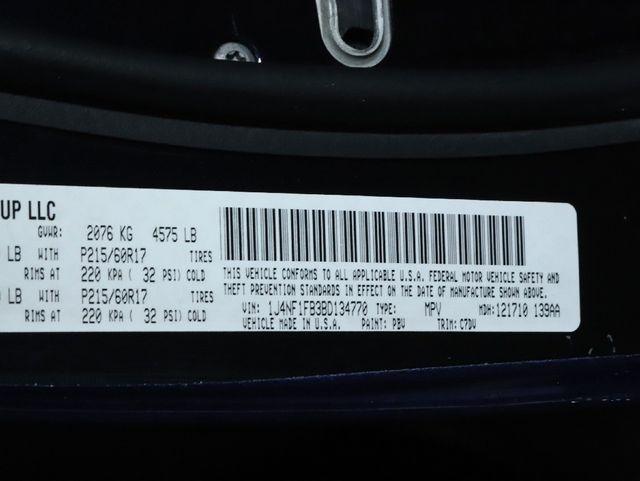 UP LLC
GVWR: 2076 KG 4575 LB
LB WITH P215/60R17 TIRES
RIMS AT 220 KPA ( 32 PSI) COLD
LB WITH P215/60R17 TIRES
RIMS AT 220 KPA ( 32 PSI) COLD
THIS VEHICLE CONFORMS TO ALL APPLICABLE U.S.A. FEDERAL MOTOR VEHICLE SAFETY AND
THEFT PREVENTION STANDARDS IN EFFECT ON THE DATE OF MANUFACTURE SHOWN ABOVE.
VIN: 1J4NF1FB3BD134770 TYPE: MPV MDH: 121710 139AA
VEHICLE MADE IN U.S.A. PAINT: PBV TRIM: C7DV